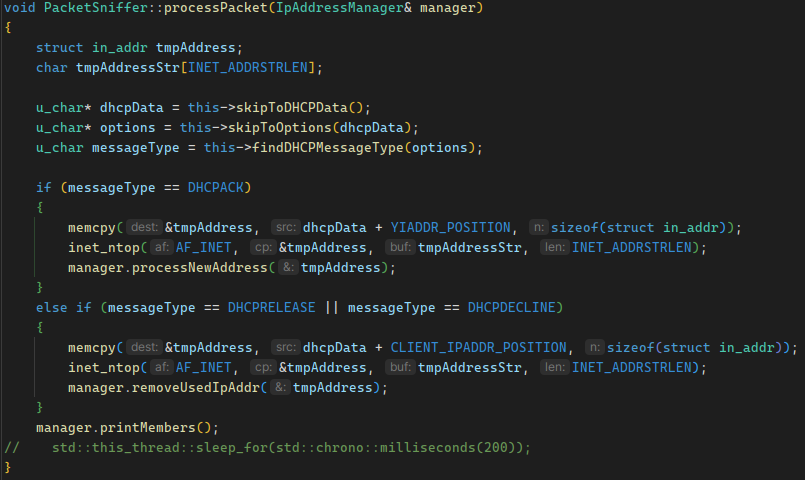 void PacketSniffer::processPacket(IpAddressManager& manager)
{
    struct in_addr tmpAddress;
    char tmpAddressStr[INET_ADDRSTRLEN];

    u_char* dhcpData = this->skipToDHCPData();
    u_char* options = this->skipToOptions(dhcpData);
    u_char messageType = this->findDHCPMessageType(options);

    if (messageType == DHCPACK)
    {
        memcpy( dest: &tmpAddress, src: dhcpData + YIADDR_POSITION, n: sizeof(struct in_addr));
        inet_ntop( af: AF_INET, cp: &tmpAddress, buf: tmpAddressStr, len: INET_ADDRSTRLEN);
        manager.processNewAddress( &: tmpAddress);
    }
    else if (messageType == DHCPRELEASE || messageType == DHCPDECLINE)
    {
        memcpy( dest: &tmpAddress, src: dhcpData + CLIENT_IPADDR_POSITION, n: sizeof(struct in_addr));
        inet_ntop( af: AF_INET, cp: &tmpAddress, buf: tmpAddressStr, len: INET_ADDRSTRLEN);
        manager.removeUsedIpAddr( &: tmpAddress);
    }
    manager.printMembers();
//    std::this_thread::sleep_for(std::chrono::milliseconds(200));
}